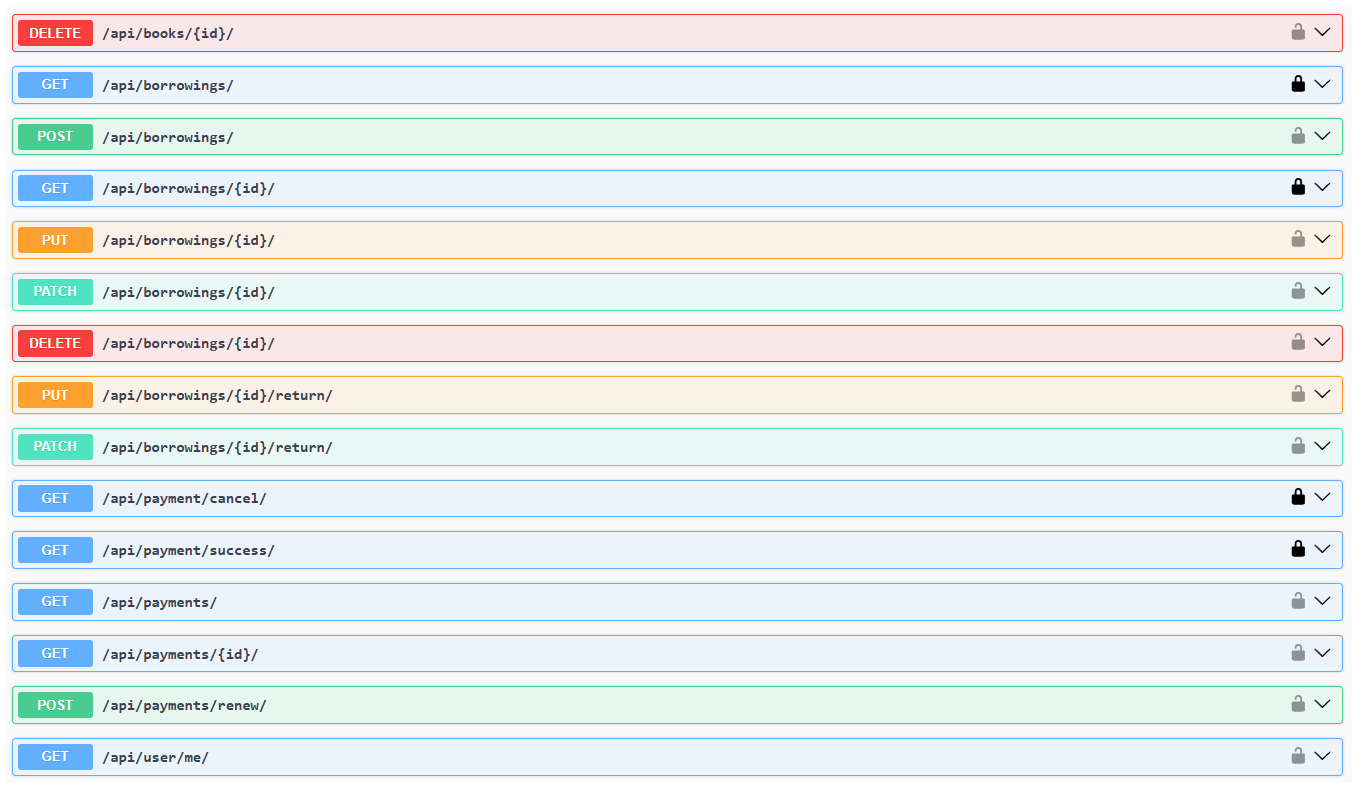 DELETE /api/books/{id}/
GET /api/borrowings/
POST /api/borrowings/
GET /api/borrowings/{id}/
PUT /api/borrowings/{id}/
PATCH /api/borrowings/{id}/
DELETE /api/borrowings/{id}/
PUT /api/borrowings/{id}/return/
PATCH /api/borrowings/{id}/return/
GET /api/payment/cancel/
GET /api/payment/success/
GET /api/payments/
GET /api/payments/{id}/
POST /api/payments/renew/
GET /api/user/me/